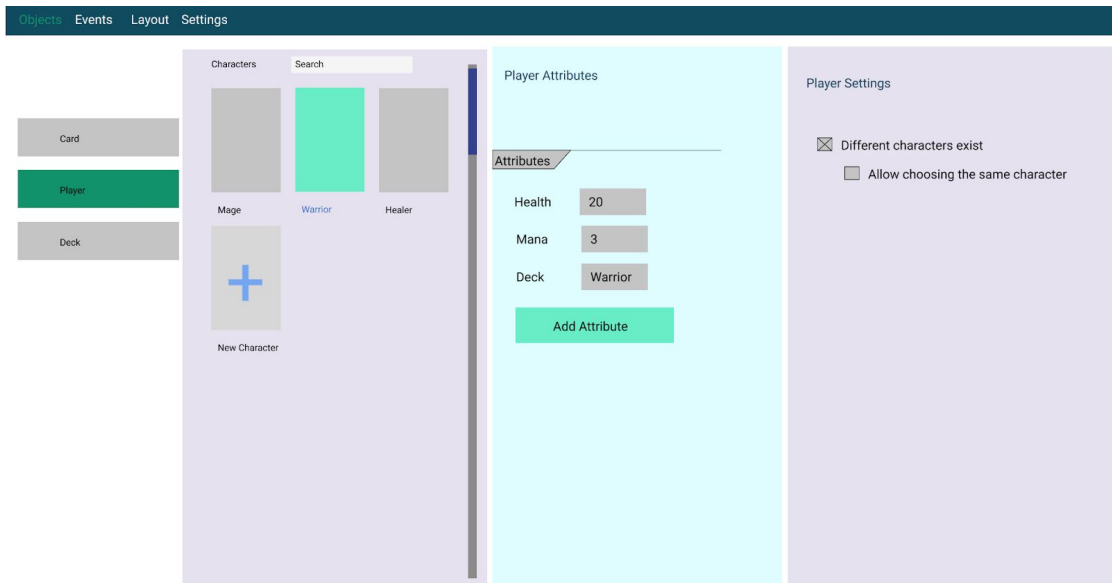 Objects Events Layout Settings
Card
Player
Deck
Characters Search
Mage Warrior Healer
New Character
Player Attributes
Attributes
Health 20
Mana 3
Deck Warrior
Add Attribute
Player Settings
Different characters exist
Allow choosing the same character